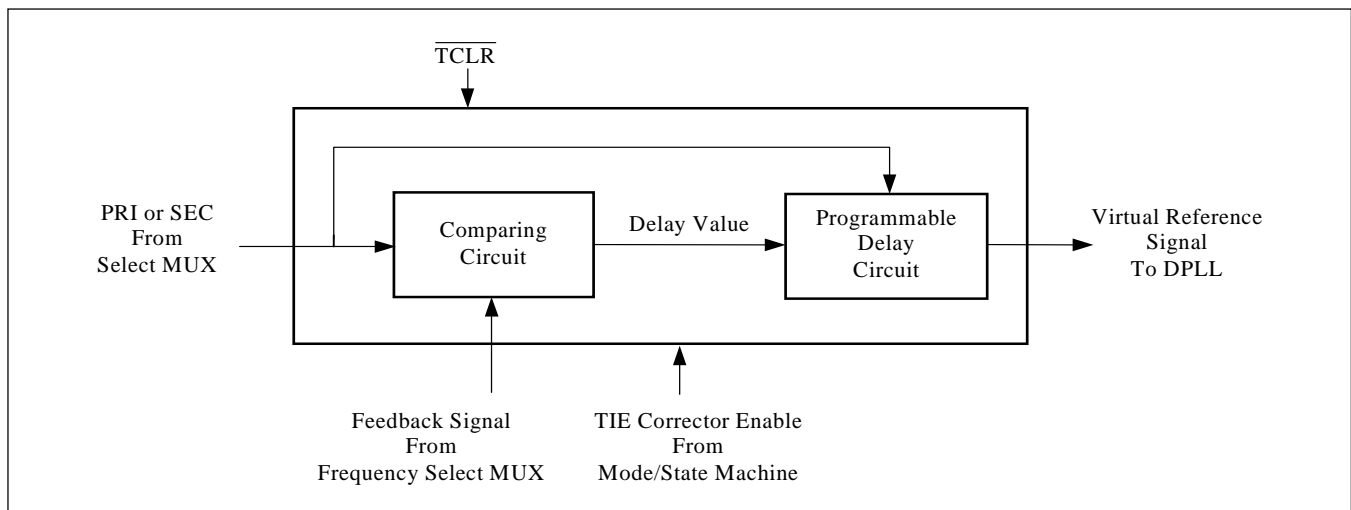 TCLR
PRI or SEC
From
Select MUX
Comparing
Circuit
Delay Value
Programmable
Delay
Circuit
Virtual Reference
Signal
To DPLL
Feedback Signal
From
Frequency Select MUX
TIE Corrector Enable
From
Mode/State Machine